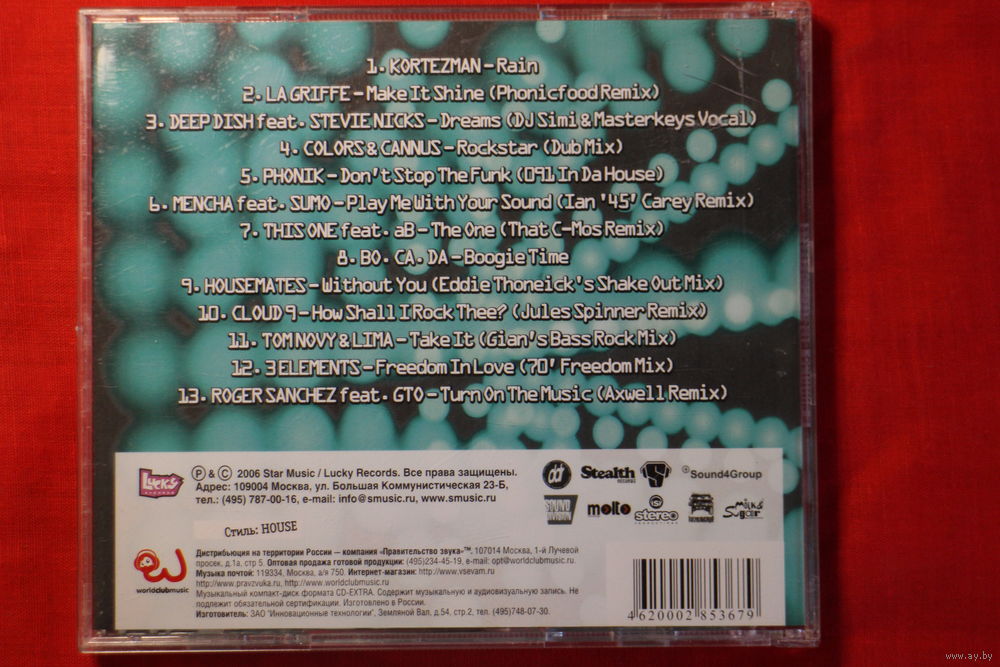 1. KORTEZMAN - Rain
2. LA GRIFFE - Make It Shine (Phonicfood Remix)
3. DEEP DISH feat. STEVIE NICKS - Dreams (DJ Simi & Masterkeys Vocal)
4. COLORS & CANNUS - Rockstar (Dub Mix)
5. PHONIK - Don't Stop The Funk (091 In Da House)
6. MENCHA feat. SUMO - Play Me With Your Sound (Ian '45' Carey Remix)
7. THIS ONE feat. aB - The One (That C-Mos Remix)
8. BO. CA. DA - Boogie Time
9. HOUSEMATES - Without You (Eddie Thoneick's Shake Out Mix)
10. CLOUD 9 - How Shall I Rock Thee? (Jules Spinner Remix)
11. TOM NOVY & LIMA - Take It (Gian's Bass Rock Mix)
12. 3 ELEMENTS - Freedom In Love (70' Freedom Mix)
13. ROGER SANCHEZ feat. GTO - Turn On The Music (Axwell Remix)
LUCKY RECORDS
Ⓟ & © 2006 Star Music / Lucky Records. Все права защищены.
Адрес: 109004 Москва, ул. Большая Коммунистическая 23-Б,
тел.: (495) 787-00-16, e-mail: info@smusic.ru, www.smusic.ru
Стиль: HOUSE
Stealth RECORDS
Sound4Group
SOUND DIVISION
molto
iS! stereo PRODUCTIONS
Milk & Sugar
worldclubmusic
Дистрибьюция на территории России – компания «Правительство звука»™, 107014 Москва, 1-й Лучевой
просек, д.1а, стр 5. Оптовая продажа готовой продукции: (495)234-45-19, e-mail: opt@worldclubmusic.ru
Музыка почтой: 119334, Москва, а/я 750. Интернет-магазин: http://www.vsevam.ru
http://www.pravzvuka.ru, http://www.worldclubmusic.ru
Музыкальный компакт-диск формата CD-EXTRA. Содержит музыкальную и аудиовизуальную запись. Не
подлежит обязательной сертификации. Изготовлено в России.
Изготовитель: ЗАО "Инновационные технологии", Земляной Вал, д.54, стр.2, тел. (495)748-07-30.
4 620002 853679
www.ay.by